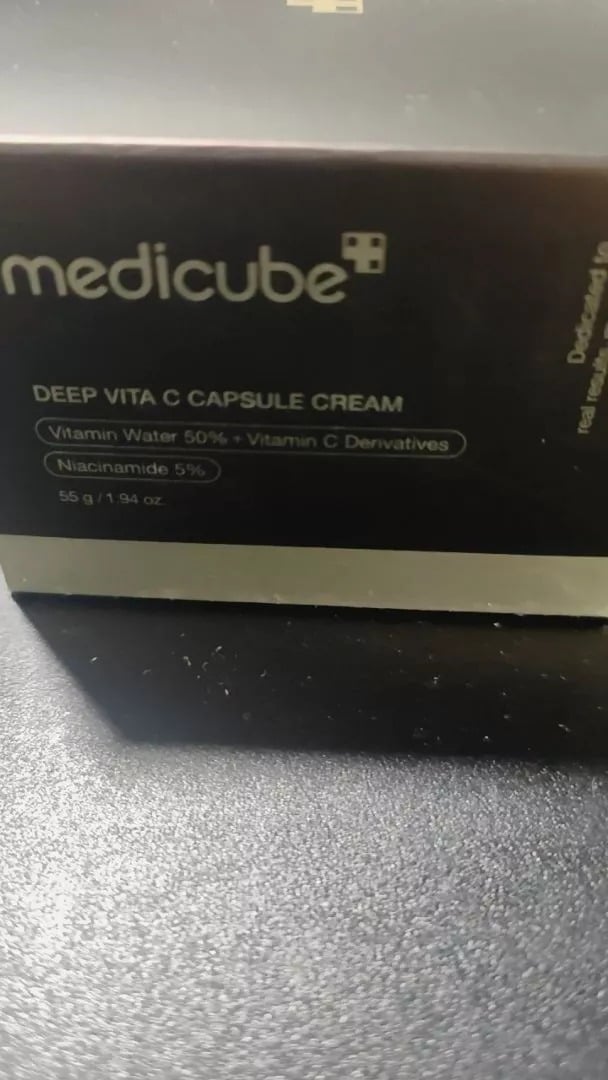 medicube
DEEP VITA C CAPSULE CREAM
Vitamin Water 50% + Vitamin C Derivatives
Niacinamide 5%
55 g / 1.94 oz.
Dedicated to
real results